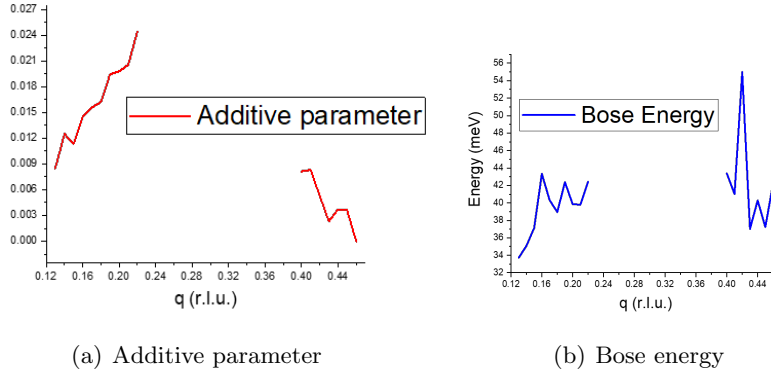 0.027
0.024
0.021
0.018
0.015
0.012
0.009
0.006
0.003
0.000
0.12 0.16 0.20 0.24 0.28 0.32 0.36 0.40 0.44
q (r.l.u.)
Additive parameter
(a) Additive parameter
56
54
52
50
48
46
44
42
40
38
36
34
32
Energy (meV)
0.12 0.16 0.20 0.24 0.28 0.32 0.36 0.40 0.44
q (r.l.u.)
Bose Energy
(b) Bose energy